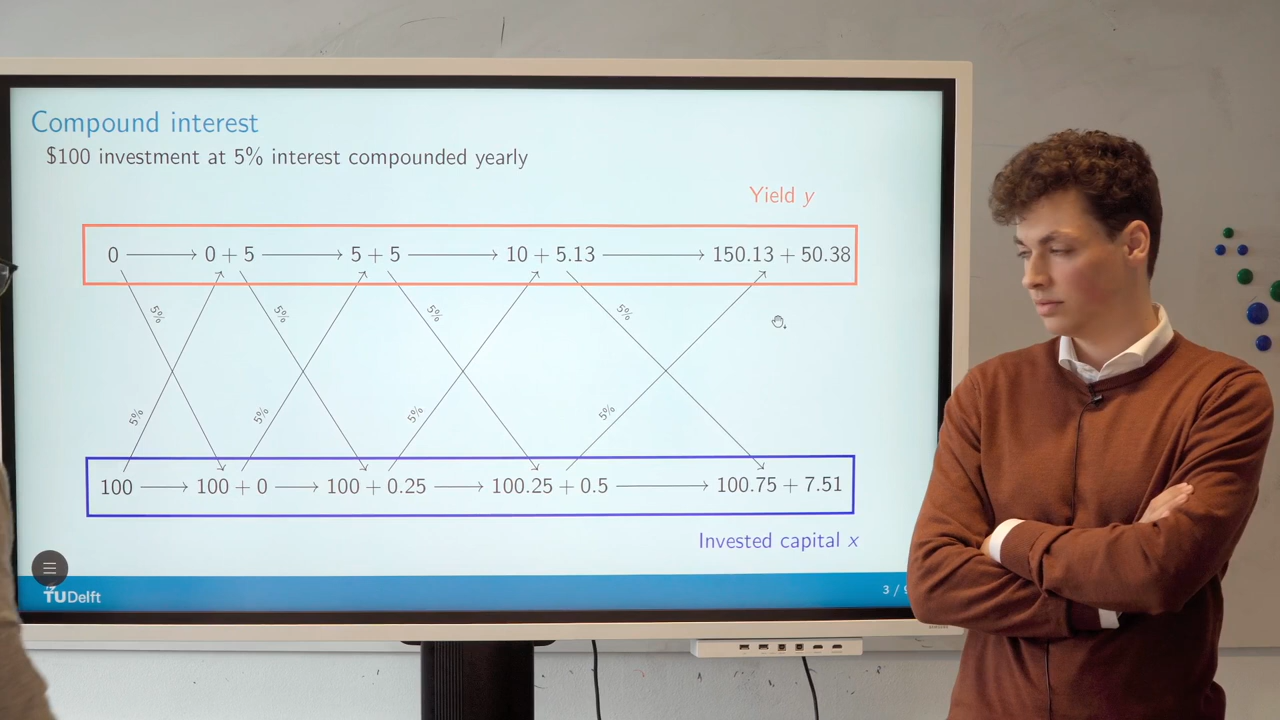 Compound interest
$100 investment at 5% interest compounded yearly
Yield y
0 → 0 + 5 → 5 + 5 → 10 + 5.13 → 150.13 + 50.38
5% 5% 5% 5%
5% 5% 5% 5%
100 → 100 + 0 → 100 + 0.25 → 100.25 + 0.5 → 100.75 + 7.51
Invested capital x
TUDelft
3 / 9